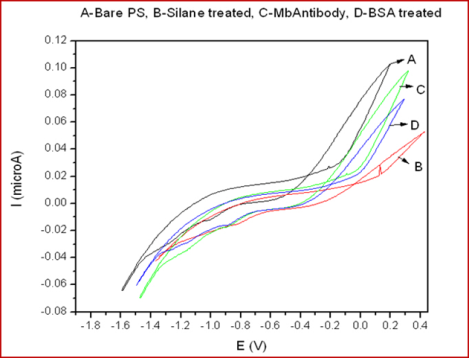 A-Bare PS, B-Silane treated, C-MbAntibody, D-BSA treated
0.12
0.10
0.08
0.06
0.04
0.02
0.00
-0.02
-0.04
-0.06
-0.08
I (microA)
A
C
D
B
-1.8 -1.6 -1.4 -1.2 -1.0 -0.8 -0.6 -0.4 -0.2 0.0 0.2 0.4
E (V)